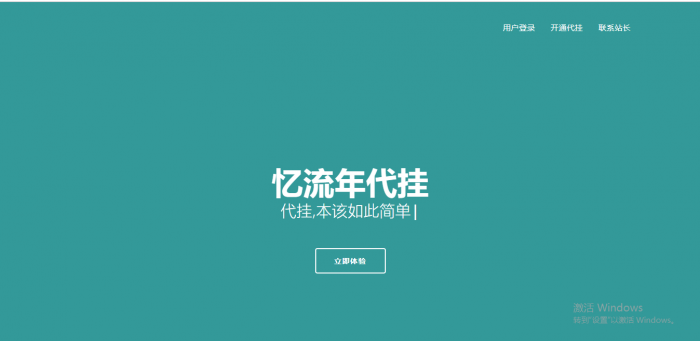 用户登录 开通代挂 联系站长
忆流年代挂
代挂,本该如此简单|
立即体验
激活 Windows
转到"设置"以激活 Windows。